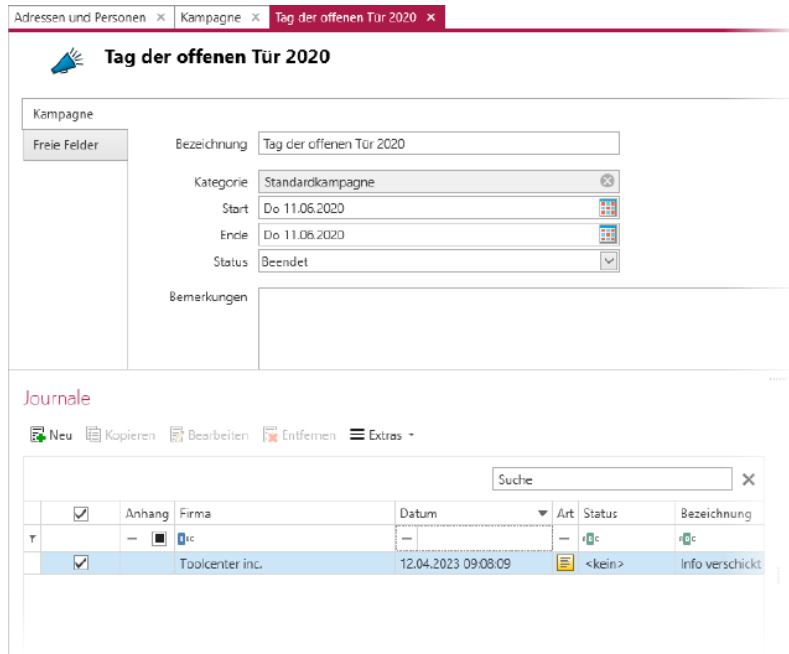 Adressen und Personen × Kampagne × Tag der offenen Tür 2020 ×
Tag der offenen Tür 2020
Kampagne
Freie Felder
Bezeichnung Tag der offenen Tür 2020
Kategorie Standardkampagne
Start Do 11.06.2020
Ende Do 11.06.2020
Status Beendet
Bemerkungen
Journale
Neu Kopieren Bearbeiten Entfernen Extras
Suche
Anhang Firma Datum Art Status Bezeichnung
Toolcenter inc. 12.04.2023 09:08:09 <kein> Info verschickt